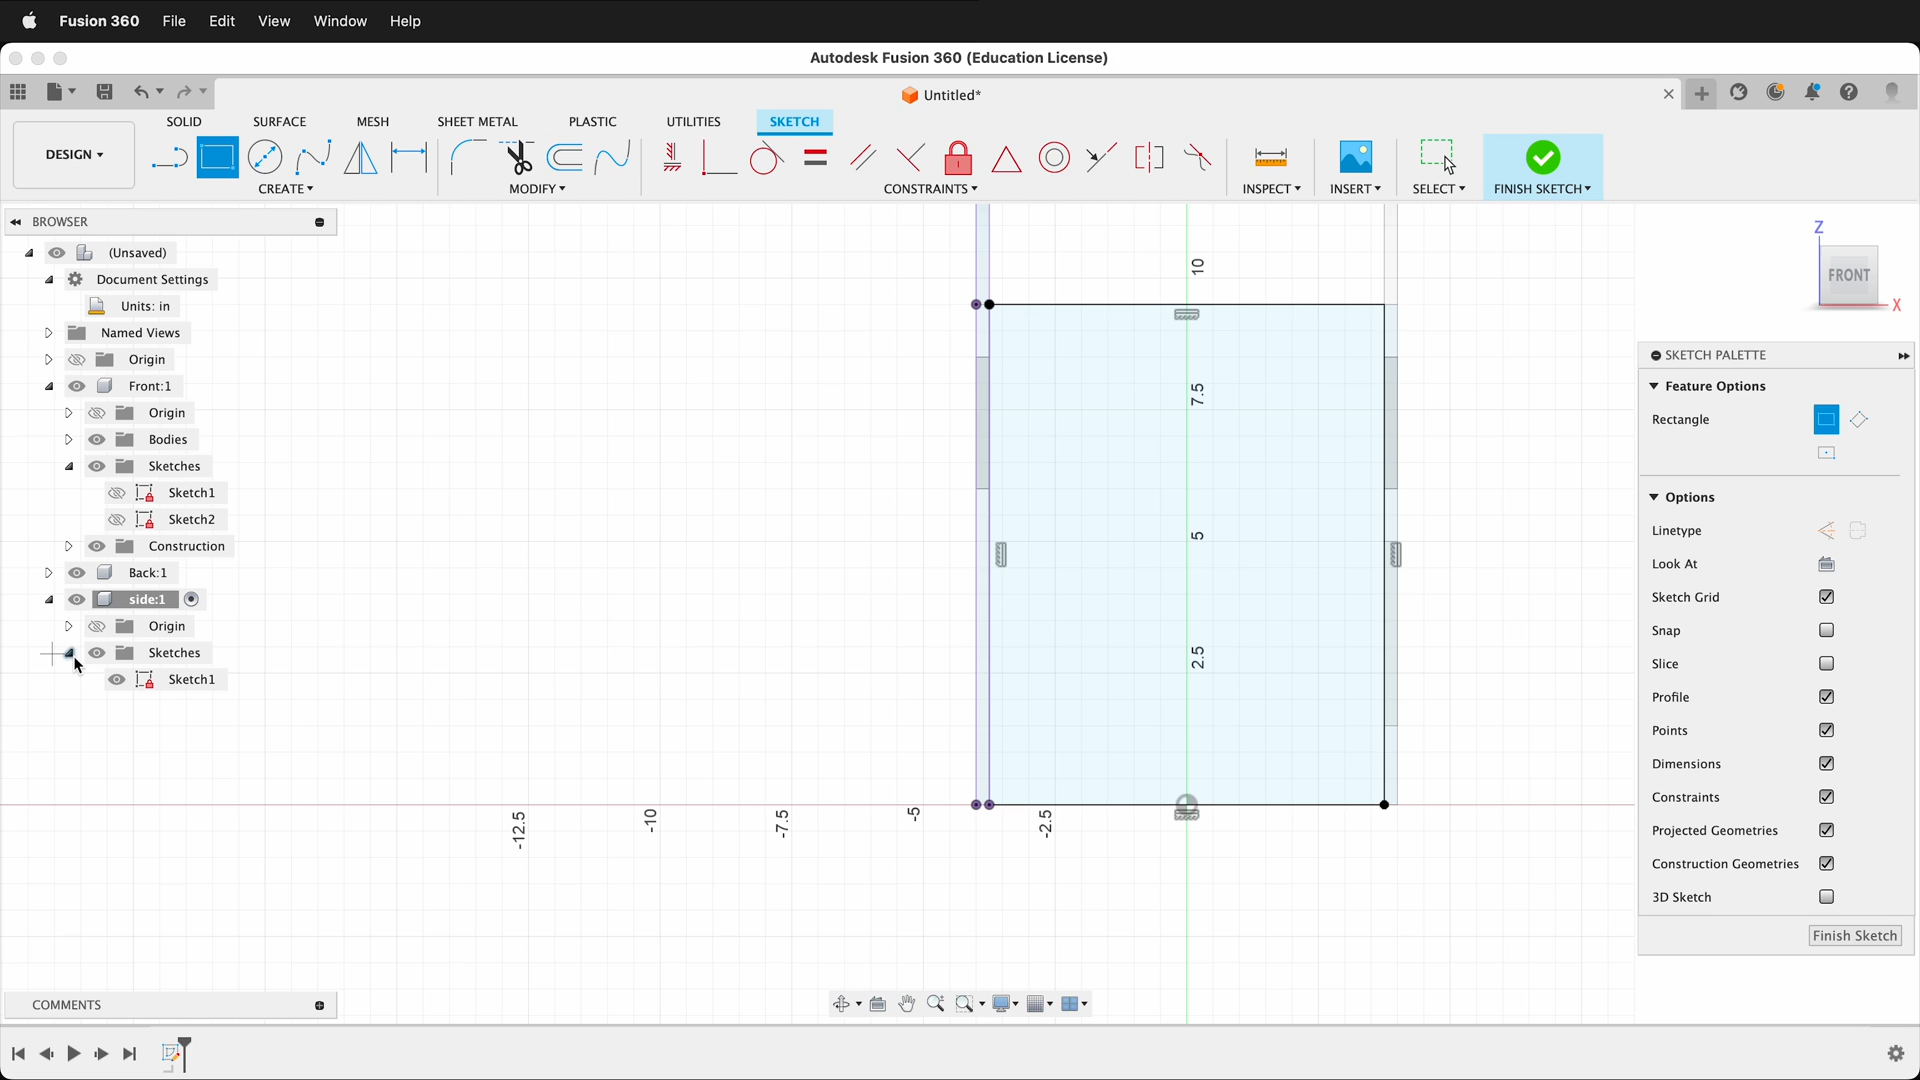 Fusion 360 File Edit View Window Help
Autodesk Fusion 360 (Education License)
Untitled*
SOLID SURFACE MESH SHEET METAL PLASTIC UTILITIES SKETCH
DESIGN
CREATE MODIFY CONSTRAINTS INSPECT INSERT SELECT FINISH SKETCH
BROWSER
(Unsaved)
Document Settings
Units: in
Named Views
Origin
Front:1
Origin
Bodies
Sketches
Sketch1
Sketch2
Construction
Back:1
side:1
Origin
Sketches
Sketch1
10
7.5
5
2.5
-12.5 -10 -7.5 -5 -2.5
Z
FRONT
X
SKETCH PALETTE
Feature Options
Rectangle
Options
Linetype
Look At
Sketch Grid
Snap
Slice
Profile
Points
Dimensions
Constraints
Projected Geometries
Construction Geometries
3D Sketch
Finish Sketch
COMMENTS